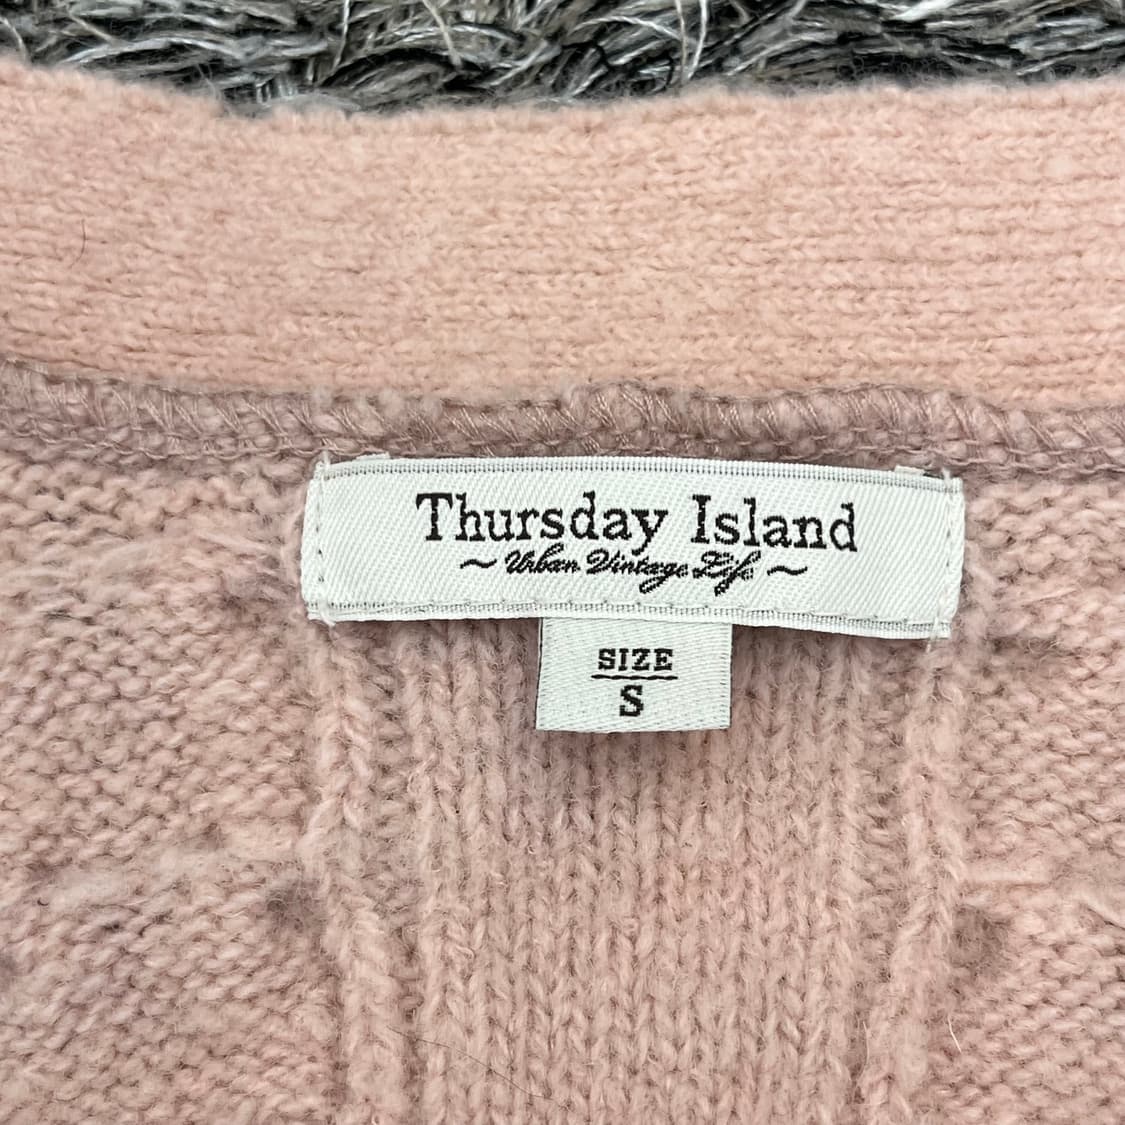 Thursday Island
~ Urban Vintage Life ~
SIZE
S